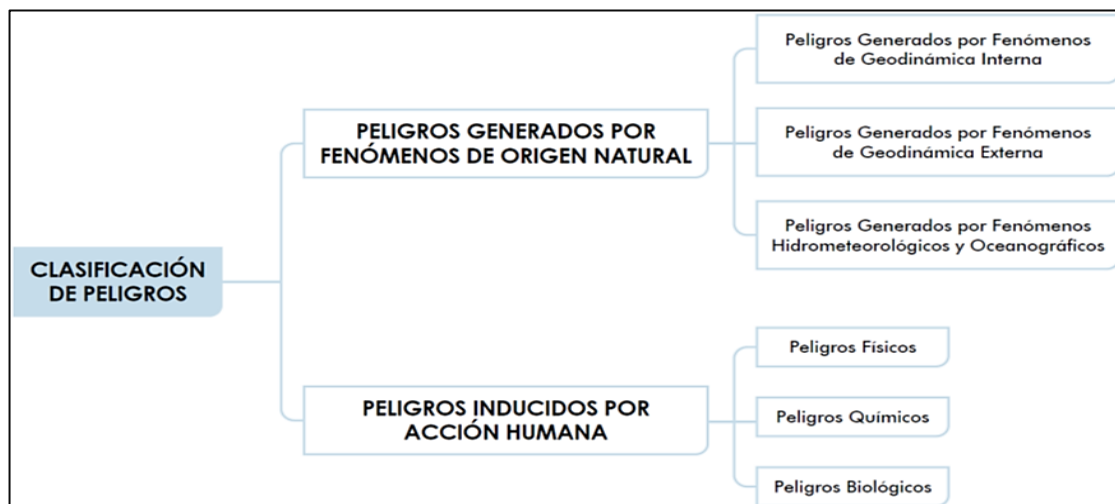 CLASIFICACIÓN
DE PELIGROS
PELIGROS GENERADOS POR
FENÓMENOS DE ORIGEN NATURAL
Peligros Generados por Fenómenos
de Geodinámica Interna
Peligros Generados por Fenómenos
de Geodinámica Externa
Peligros Generados por Fenómenos
Hidrometeorológicos y Oceanográficos
PELIGROS INDUCIDOS POR
ACCIÓN HUMANA
Peligros Físicos
Peligros Químicos
Peligros Biológicos